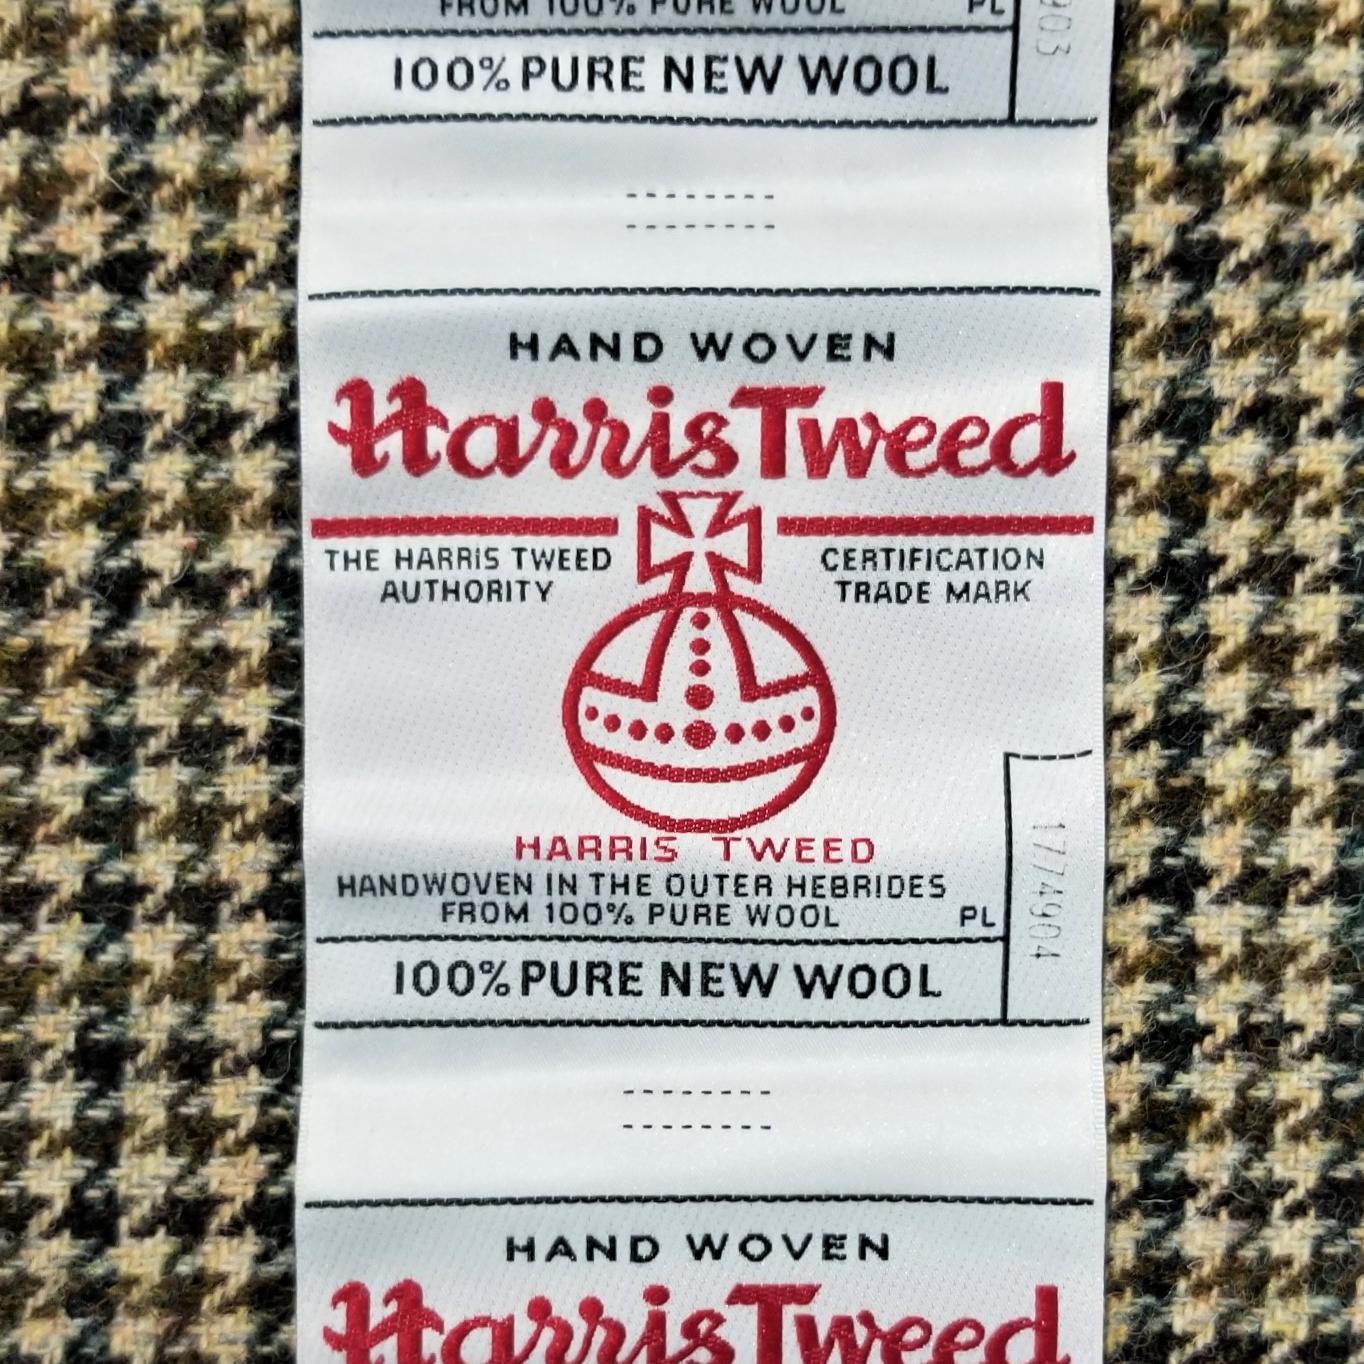 FROM 100% PURE WOOL PL
903
100% PURE NEW WOOL
HAND WOVEN
Harris Tweed
THE HARRIS TWEED
AUTHORITY
CERTIFICATION
TRADE MARK
HARRIS TWEED
HANDWOVEN IN THE OUTER HEBRIDES
FROM 100% PURE WOOL PL
1774904
100% PURE NEW WOOL
HAND WOVEN
Harris Tweed